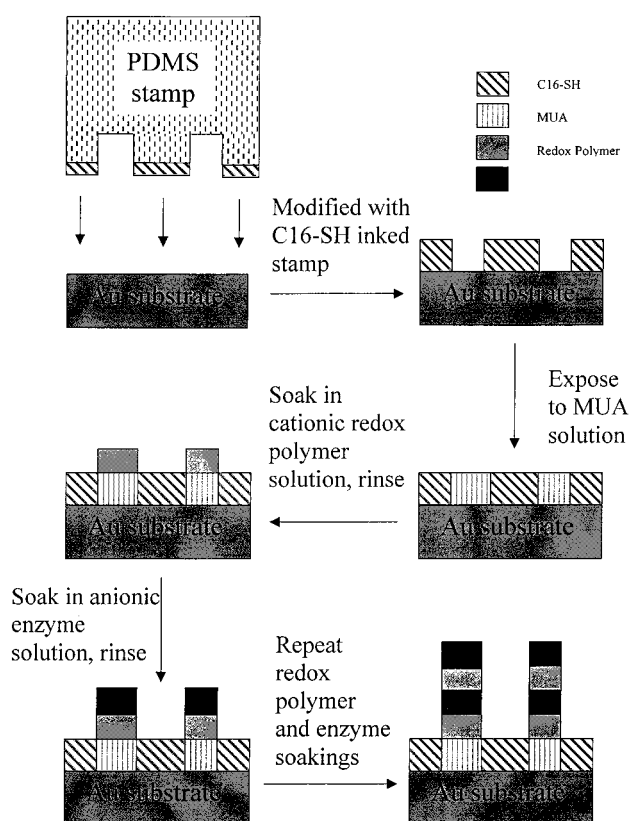 PDMS
stamp
C16-SH
MUA
Redox Polymer
Modified with
C16-SH inked
stamp
Au substrate
Au substrate
Expose
to MUA
solution
Soak in
cationic redox
polymer
solution, rinse
Au substrate
Au substrate
Soak in anionic
enzyme
solution, rinse
Repeat
redox
polymer
and enzyme
soakings
Au substrate
Au substrate